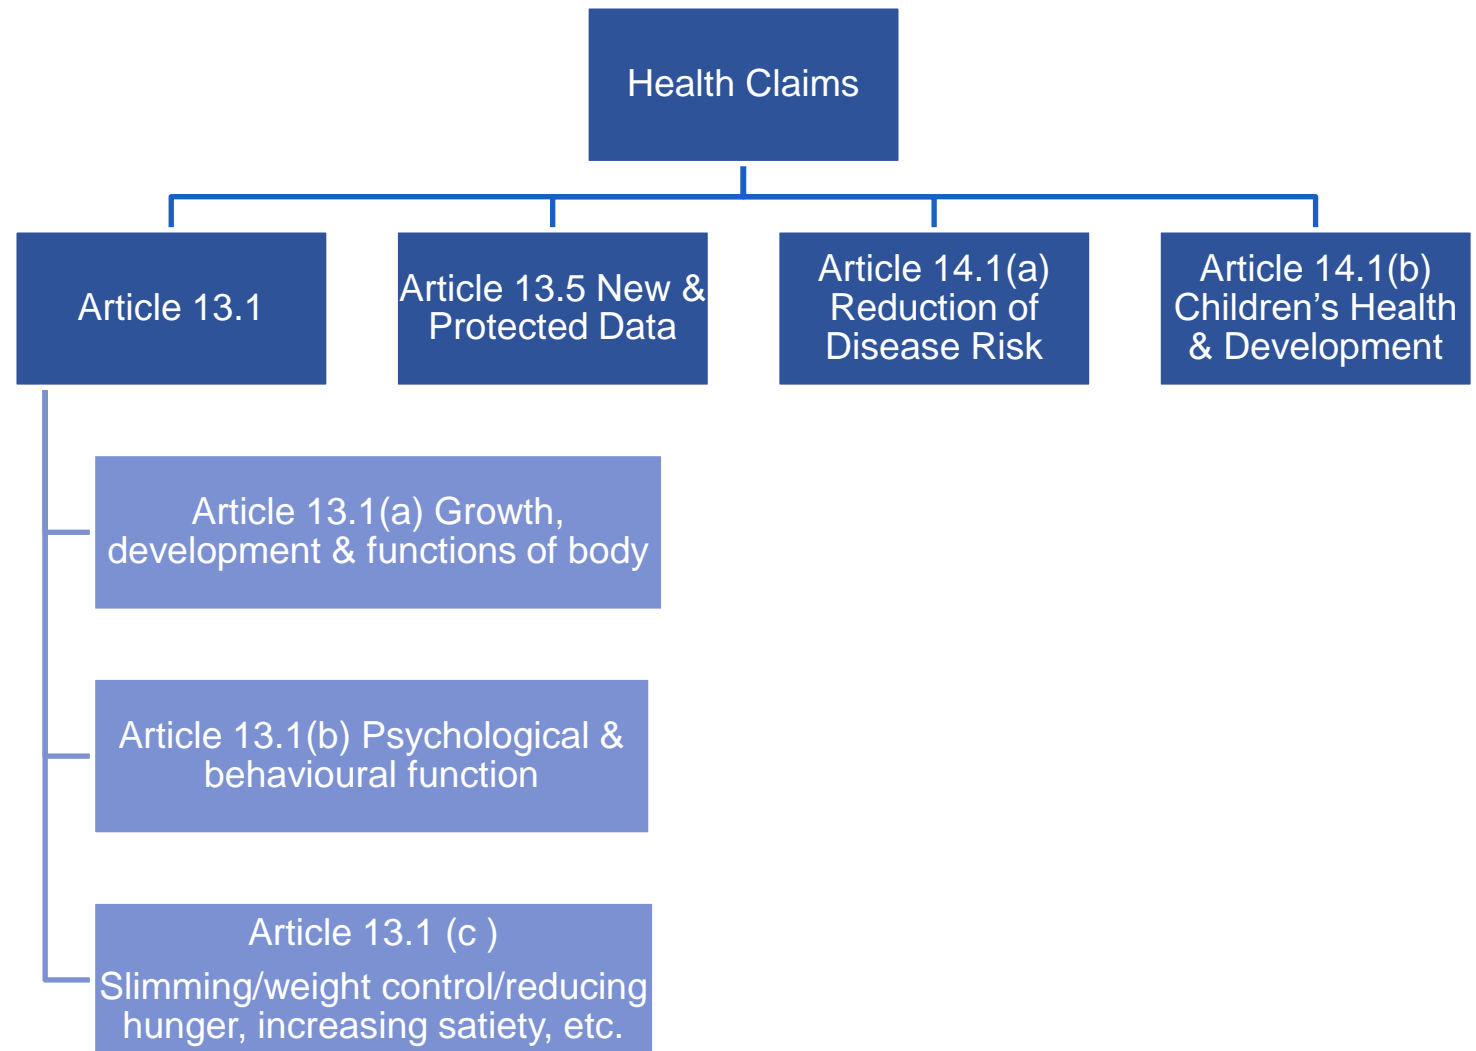 Health Claims
Article 13.1
Article 13.5 New &
Protected Data
Article 14.1(a)
Reduction of
Disease Risk
Article 14.1(b)
Children’s Health
& Development
Article 13.1(a) Growth,
development & functions of body
Article 13.1(b) Psychological &
behavioural function
Article 13.1 (c )
Slimming/weight control/reducing
hunger, increasing satiety, etc.